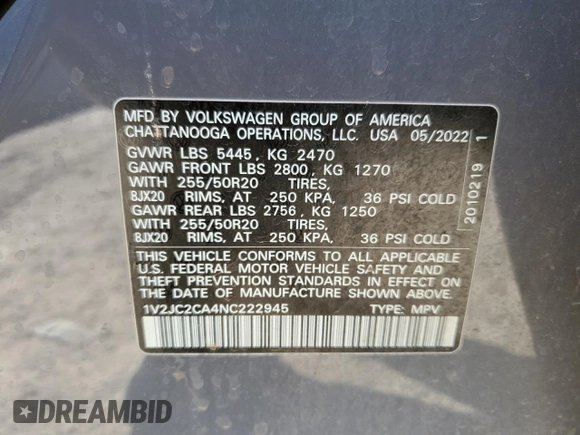 MFD BY VOLKSWAGEN GROUP OF AMERICA
CHATTANOOGA OPERATIONS, LLC. USA 05/2022
GVWR LBS 5445, KG 2470
GAWR FRONT LBS 2800, KG 1270
WITH 255/50R20 TIRES,
8JX20 RIMS, AT 250 KPA, 36 PSI COLD
GAWR REAR LBS 2756, KG 1250
WITH 255/50R20 TIRES,
8JX20 RIMS, AT 250 KPA, 36 PSI COLD
THIS VEHICLE CONFORMS TO ALL APPLICABLE
U.S. FEDERAL MOTOR VEHICLE SAFETY AND
THEFT PREVENTION STANDARDS IN EFFECT ON
THE DATE OF MANUFACTURE SHOWN ABOVE.
1V2JC2CA4NC222945 TYPE: MPV
2010219 1
DREAMBID